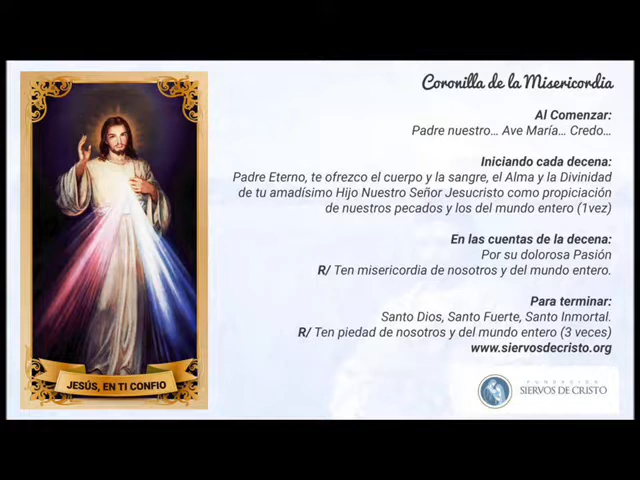 Coronilla de la Misericordia
Al Comenzar:
Padre nuestro... Ave María... Credo...
Iniciando cada decena:
Padre Eterno, te ofrezco el cuerpo y la sangre, el Alma y la Divinidad
de tu amadísimo Hijo Nuestro Señor Jesucristo como propiciación
de nuestros pecados y los del mundo entero (1vez)
En las cuentas de la decena:
Por su dolorosa Pasión
R/ Ten misericordia de nosotros y del mundo entero.
Para terminar:
Santo Dios, Santo Fuerte, Santo Inmortal.
R/ Ten piedad de nosotros y del mundo entero (3 veces)
www.siervosdecristo.org
JESÚS, EN TI CONFIO
FUNDACIÓN
SIERVOS DE CRISTO